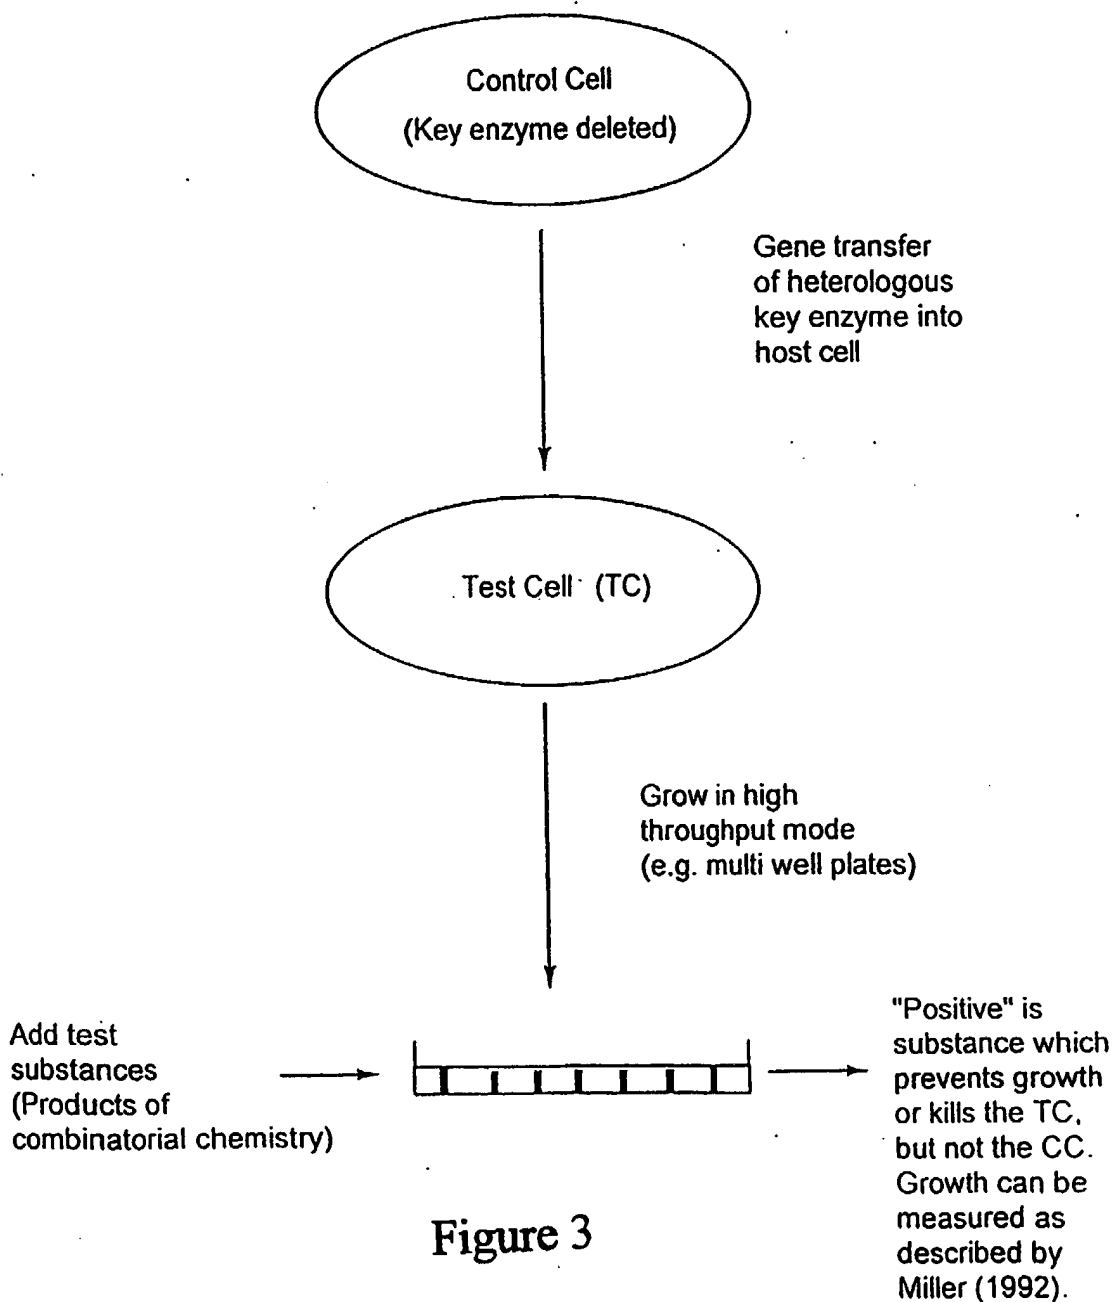 Control Cell
(Key enzyme deleted)
Gene transfer
of heterologous
key enzyme into
host cell
Test Cell (TC)
Grow in high
throughput mode
(e.g. multi well plates)
Add test
substances
(Products of
combinatorial chemistry)
"Positive" is
substance which
prevents growth
or kills the TC,
but not the CC.
Growth can be
measured as
described by
Miller (1992).
Figure 3